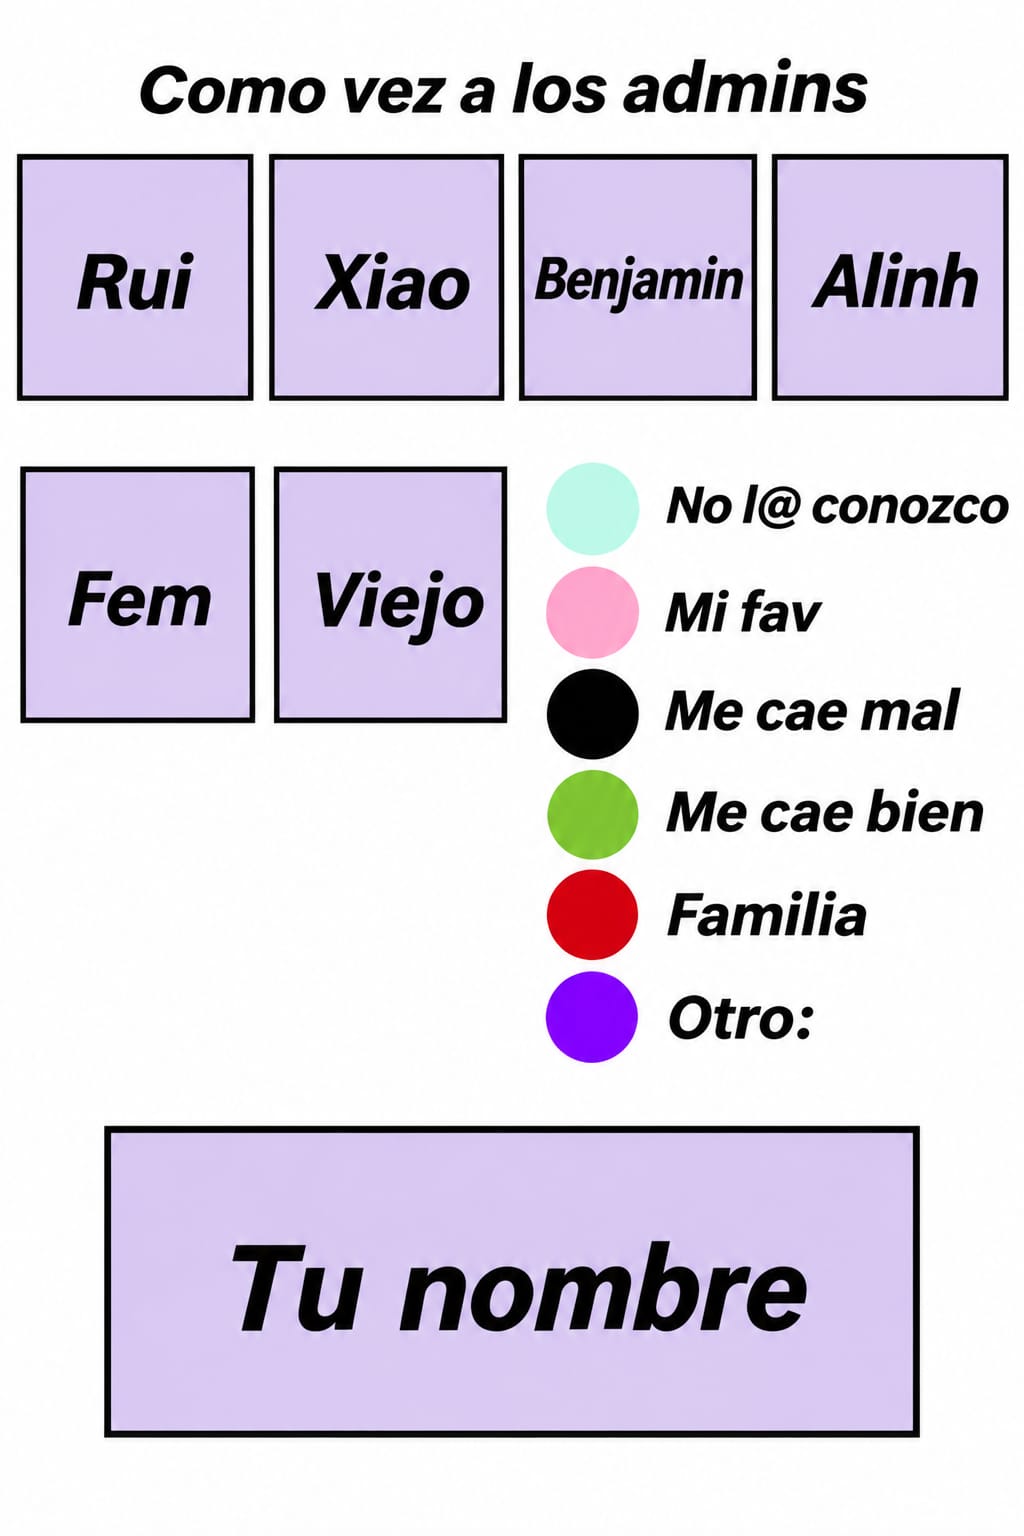 Como vez a los admins
Rui
Xiao
Benjamin
Alinh
Fem
Viejo
No l@ conozco
Mi fav
Me cae mal
Me cae bien
Familia
Otro:
Tu nombre